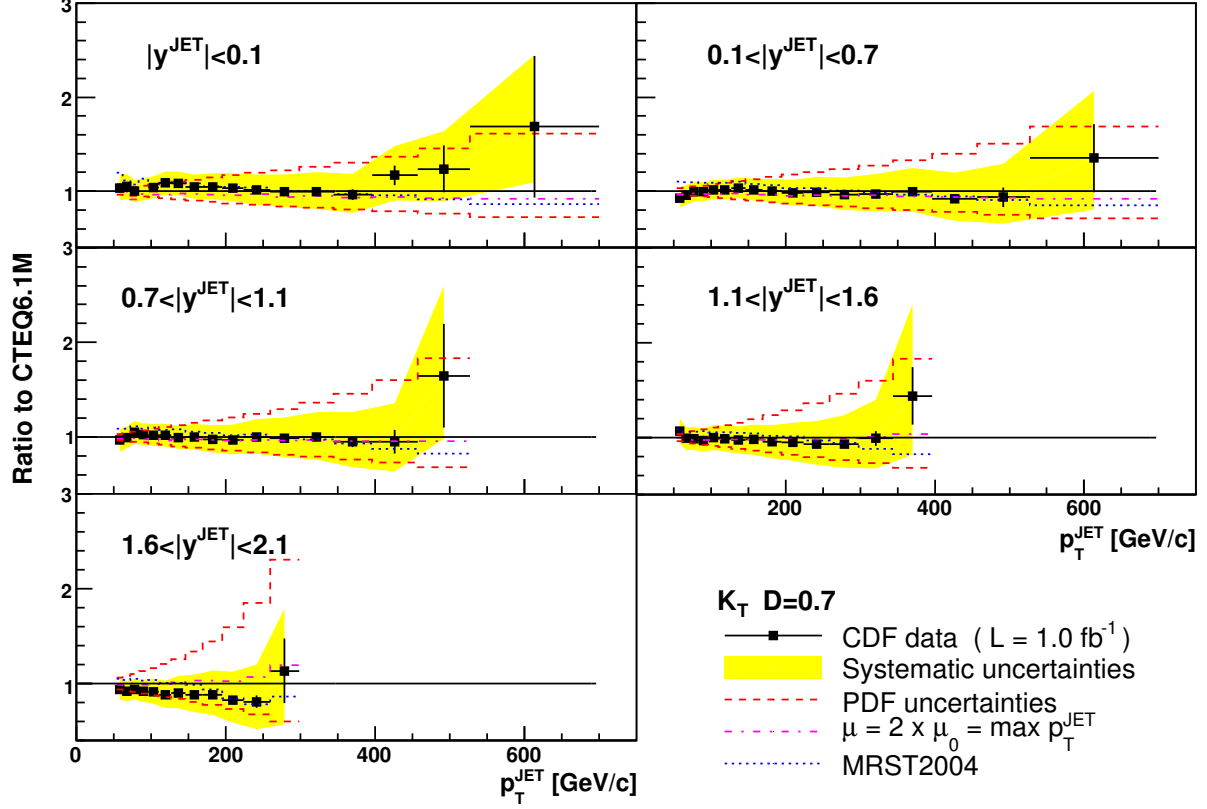 3
2
1
|y^JET|<0.1
0.1<|y^JET|<0.7
Ratio to CTEQ6.1M
3
2
1
0.7<|y^JET|<1.1
1.1<|y^JET|<1.6
200 400 600
p_T^JET [GeV/c]
3
2
1
1.6<|y^JET|<2.1
0 200 400 600
p_T^JET [GeV/c]
K_T D=0.7
CDF data ( L = 1.0 fb^-1)
Systematic uncertainties
PDF uncertainties
μ = 2 x μ_0 = max p_T^JET
MRST2004